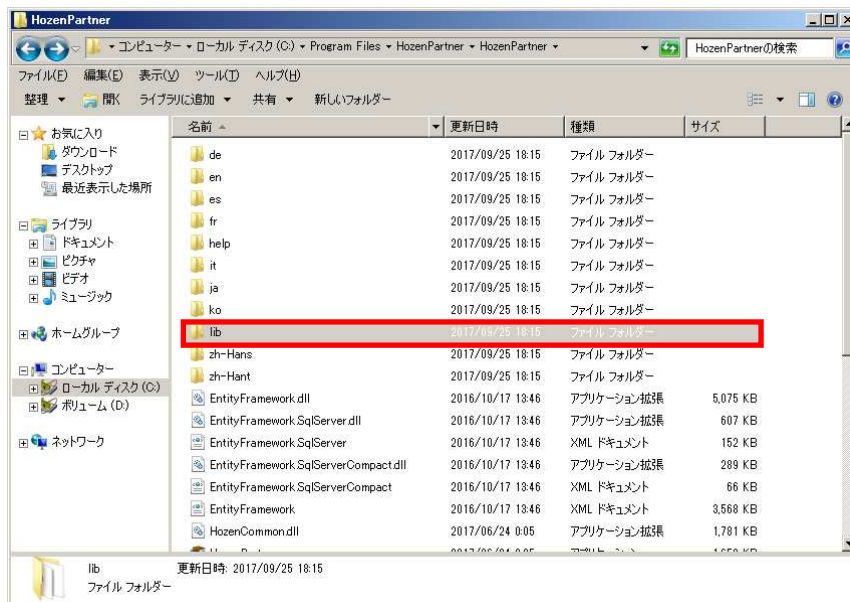 HozenPartner
コンピューター ▾ ローカル ディスク (C:) ▾ Program Files ▾ HozenPartner ▾ HozenPartner ▾
HozenPartnerの検索
ファイル(F) 編集(E) 表示(V) ツール(T) ヘルプ(H)
整理 ▼ 開く ライブラリに追加 ▼ 共有 ▼ 新しいフォルダー
お気に入り
ダウンロード
デスクトップ
最近表示した場所
ライブラリ
ドキュメント
ピクチャ
ビデオ
ミュージック
ホームグループ
コンピューター
ローカル ディスク (C:)
ボリューム (D:)
ネットワーク
名前 更新日時 種類 サイズ
de 2017/09/25 18:15 ファイル フォルダー
en 2017/09/25 18:15 ファイル フォルダー
es 2017/09/25 18:15 ファイル フォルダー
fr 2017/09/25 18:15 ファイル フォルダー
help 2017/09/25 18:15 ファイル フォルダー
it 2017/09/25 18:15 ファイル フォルダー
ja 2017/09/25 18:15 ファイル フォルダー
ko 2017/09/25 18:15 ファイル フォルダー
lib 2017/09/25 18:15 ファイル フォルダー
zh-Hans 2017/09/25 18:15 ファイル フォルダー
zh-Hant 2017/09/25 18:15 ファイル フォルダー
EntityFramework.dll 2016/10/17 13:46 アプリケーション拡張 5,075 KB
EntityFramework.SqlServer.dll 2016/10/17 13:46 アプリケーション拡張 607 KB
EntityFramework.SqlServer 2016/10/17 13:46 XML ドキュメント 152 KB
EntityFramework.SqlServerCompact.dll 2016/10/17 13:46 アプリケーション拡張 289 KB
EntityFramework.SqlServerCompact 2016/10/17 13:46 XML ドキュメント 66 KB
EntityFramework 2016/10/17 13:46 XML ドキュメント 3,568 KB
HozenCommon.dll 2017/06/24 0:05 アプリケーション拡張 1,781 KB
lib 更新日時: 2017/09/25 18:15
ファイル フォルダー